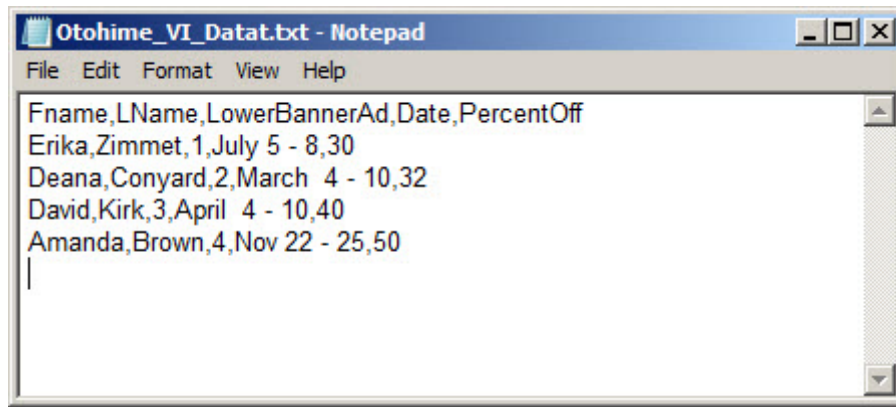 Otohime_VI_Datat.txt - Notepad
File Edit Format View Help
Fname,LName,LowerBannerAd,Date,PercentOff
Erika,Zimmet,1,July 5 - 8,30
Deana,Conyard,2,March  4 - 10,32
David,Kirk,3,April  4 - 10,40
Amanda,Brown,4,Nov 22 - 25,50